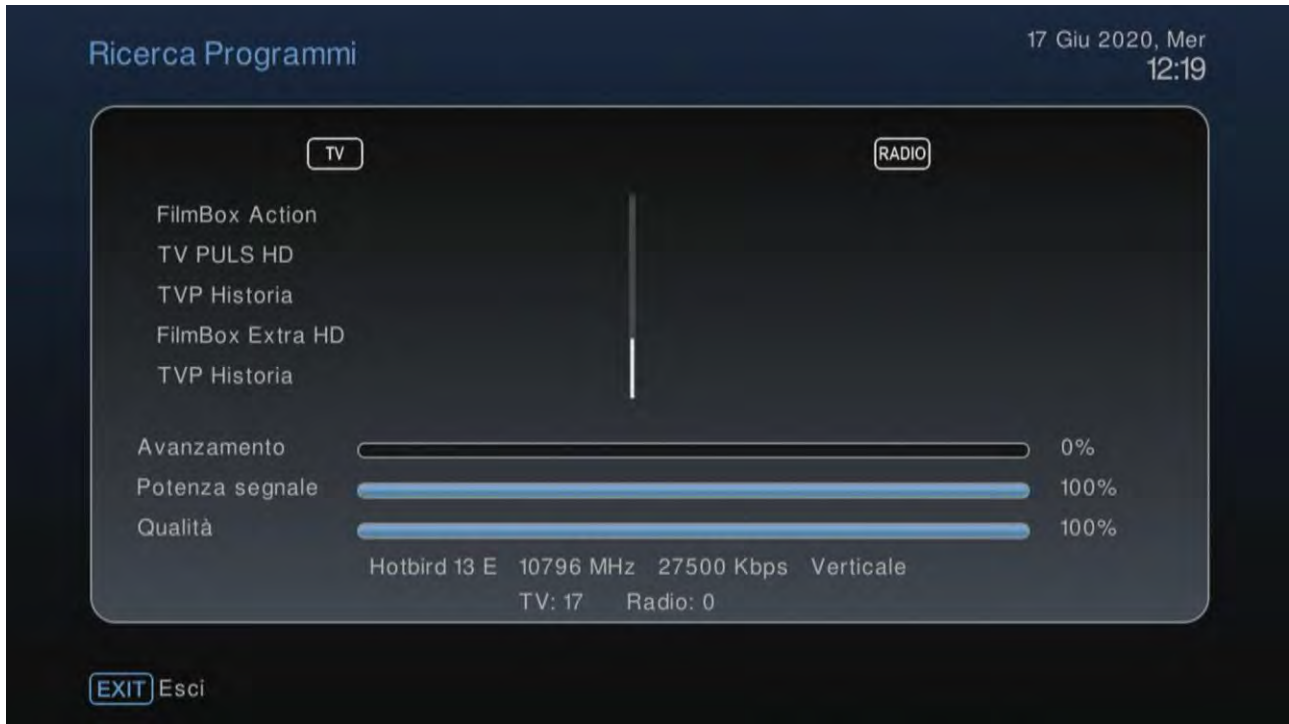 Ricerca Programmi
17 Giu 2020, Mer
12:19
TV
RADIO
FilmBox Action
TV PULS HD
TVP Historia
FilmBox Extra HD
TVP Historia
Avanzamento 0%
Potenza segnale 100%
Qualità 100%
Hotbird 13 E 10796 MHz 27500 Kbps Verticale
TV: 17 Radio: 0
EXIT Esci